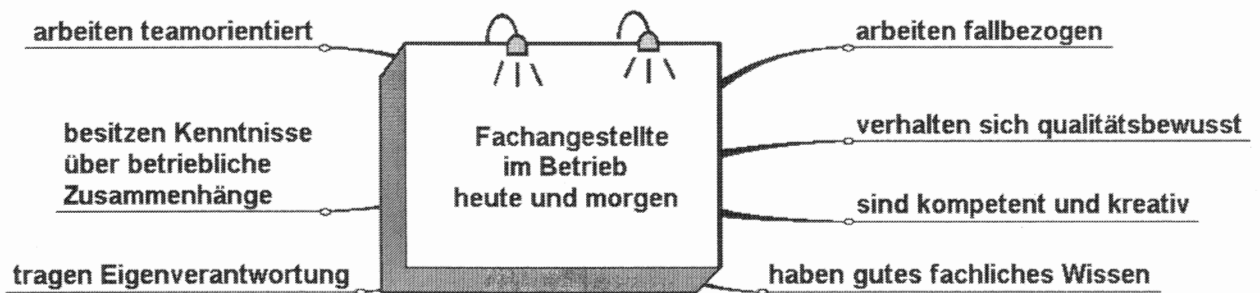 arbeiten teamorientiert
besitzen Kenntnisse
über betriebliche
Zusammenhänge
tragen Eigenverantwortung
Fachangestellte
im Betrieb
heute und morgen
arbeiten fallbezogen
verhalten sich qualitätsbewusst
sind kompetent und kreativ
haben gutes fachliches Wissen